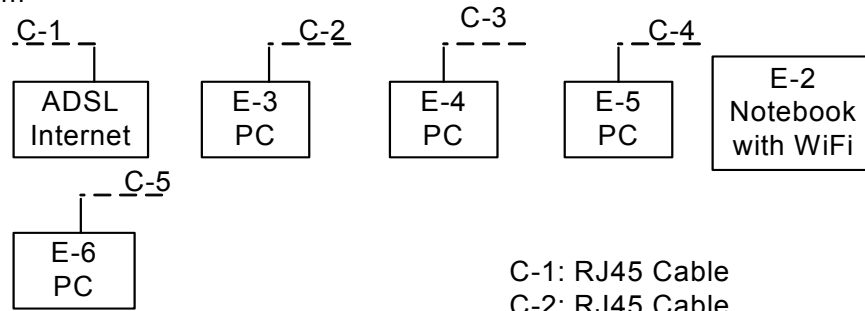 C-1
C-2
C-3
C-4
ADSL
Internet
E-3
PC
E-4
PC
E-5
PC
E-2
Notebook
with WiFi
C-5
E-6
PC
C-1: RJ45 Cable
C-2: RJ45 Cable